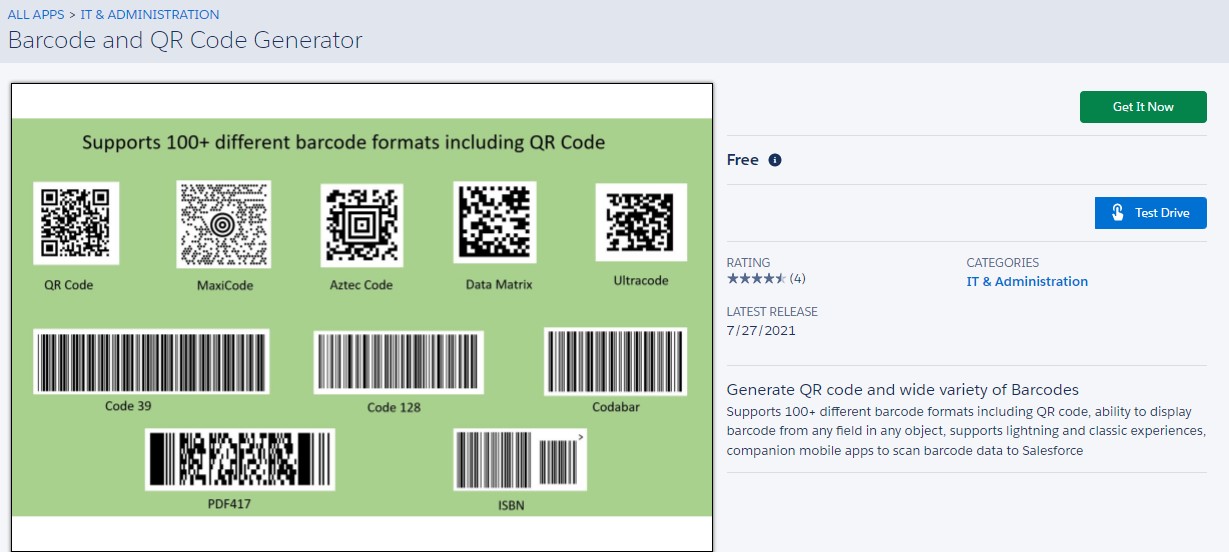 ALL APPS > IT & ADMINISTRATION
Barcode and QR Code Generator
Supports 100+ different barcode formats including QR Code
QR Code
MaxiCode
Aztec Code
Data Matrix
Ultracode
Code 39
Code 128
Codabar
>
PDF417
ISBN
Get It Now
Free
Test Drive
RATING
(4)
CATEGORIES
IT & Administration
LATEST RELEASE
7/27/2021
Generate QR code and wide variety of Barcodes
Supports 100+ different barcode formats including QR code, ability to display
barcode from any field in any object, supports lightning and classic experiences,
companion mobile apps to scan barcode data to Salesforce